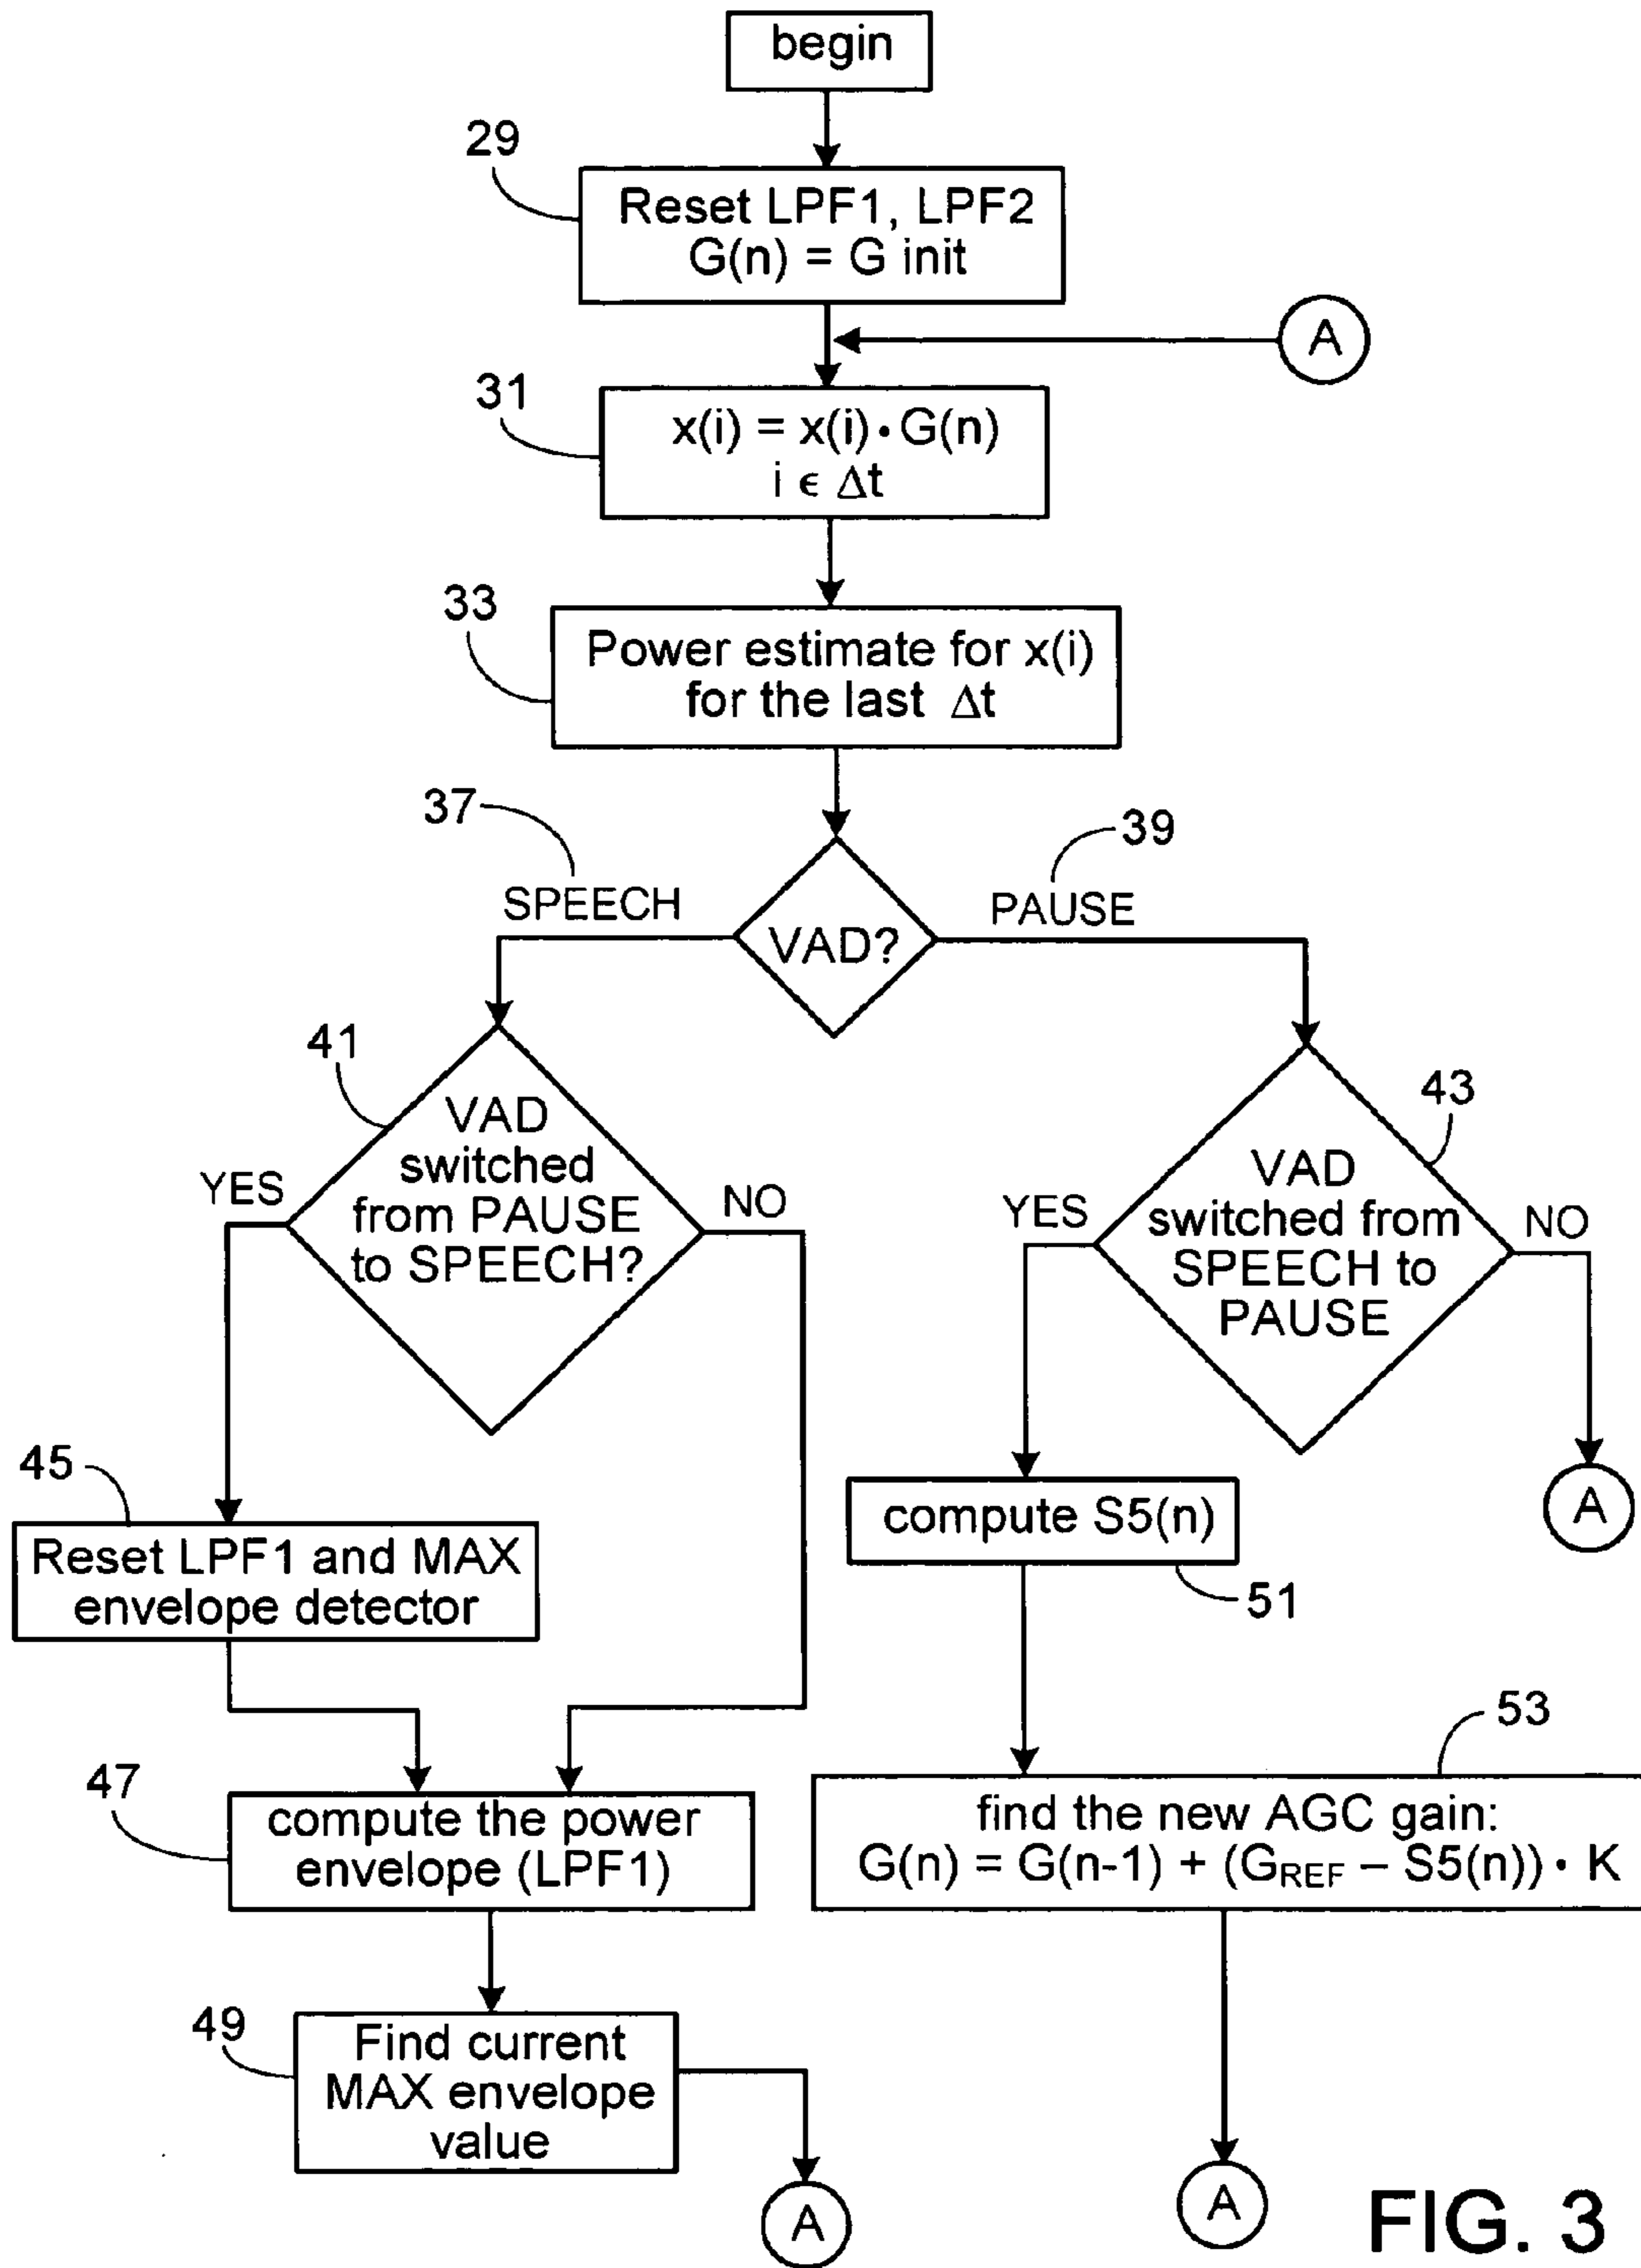 begin
29
Reset LPF1, LPF2
G(n) = G init
A
31
x(i) = x(i) • G(n)
i ϵ Δt
33
Power estimate for x(i)
for the last Δt
37
39
SPEECH
PAUSE
VAD?
41
VAD
switched
from PAUSE
to SPEECH?
YES
NO
43
VAD
switched from
SPEECH to
PAUSE
YES
NO
A
45
Reset LPF1 and MAX
envelope detector
compute S5(n)
51
47
compute the power
envelope (LPF1)
53
find the new AGC gain:
G(n) = G(n-1) + (GREF – S5(n)) • K
49
Find current
MAX envelope
value
A
A
FIG. 3